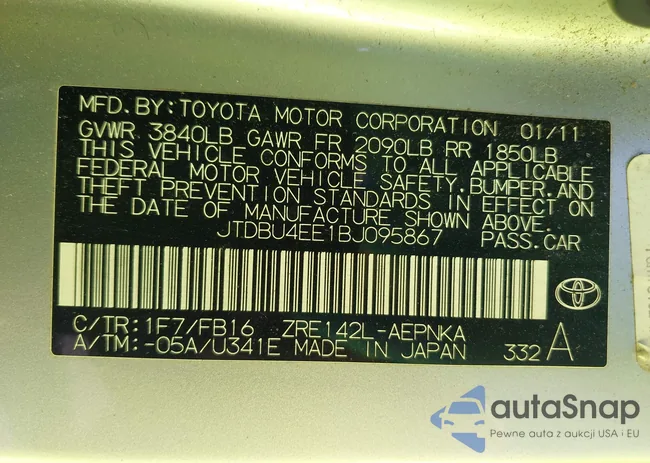 MFD.BY:TOYOTA MOTOR CORPORATION 01/11
GVWR 3840LB GAWR FR 2090LB RR 1850LB
THIS VEHICLE CONFORMS TO ALL APPLICABLE
FEDERAL MOTOR VEHICLE SAFETY,BUMPER,AND
THEFT PREVENTION STANDARDS IN EFFECT ON
THE DATE OF MANUFACTURE SHOWN ABOVE.
JTDBU4EE1BJ095867 PASS.CAR
C/TR:1F7/FB16 ZRE142L-AEPNKA
A/TM:-05A/U341E MADE IN JAPAN 332 A
autaSnap
Pewne auta z aukcji USA i EU